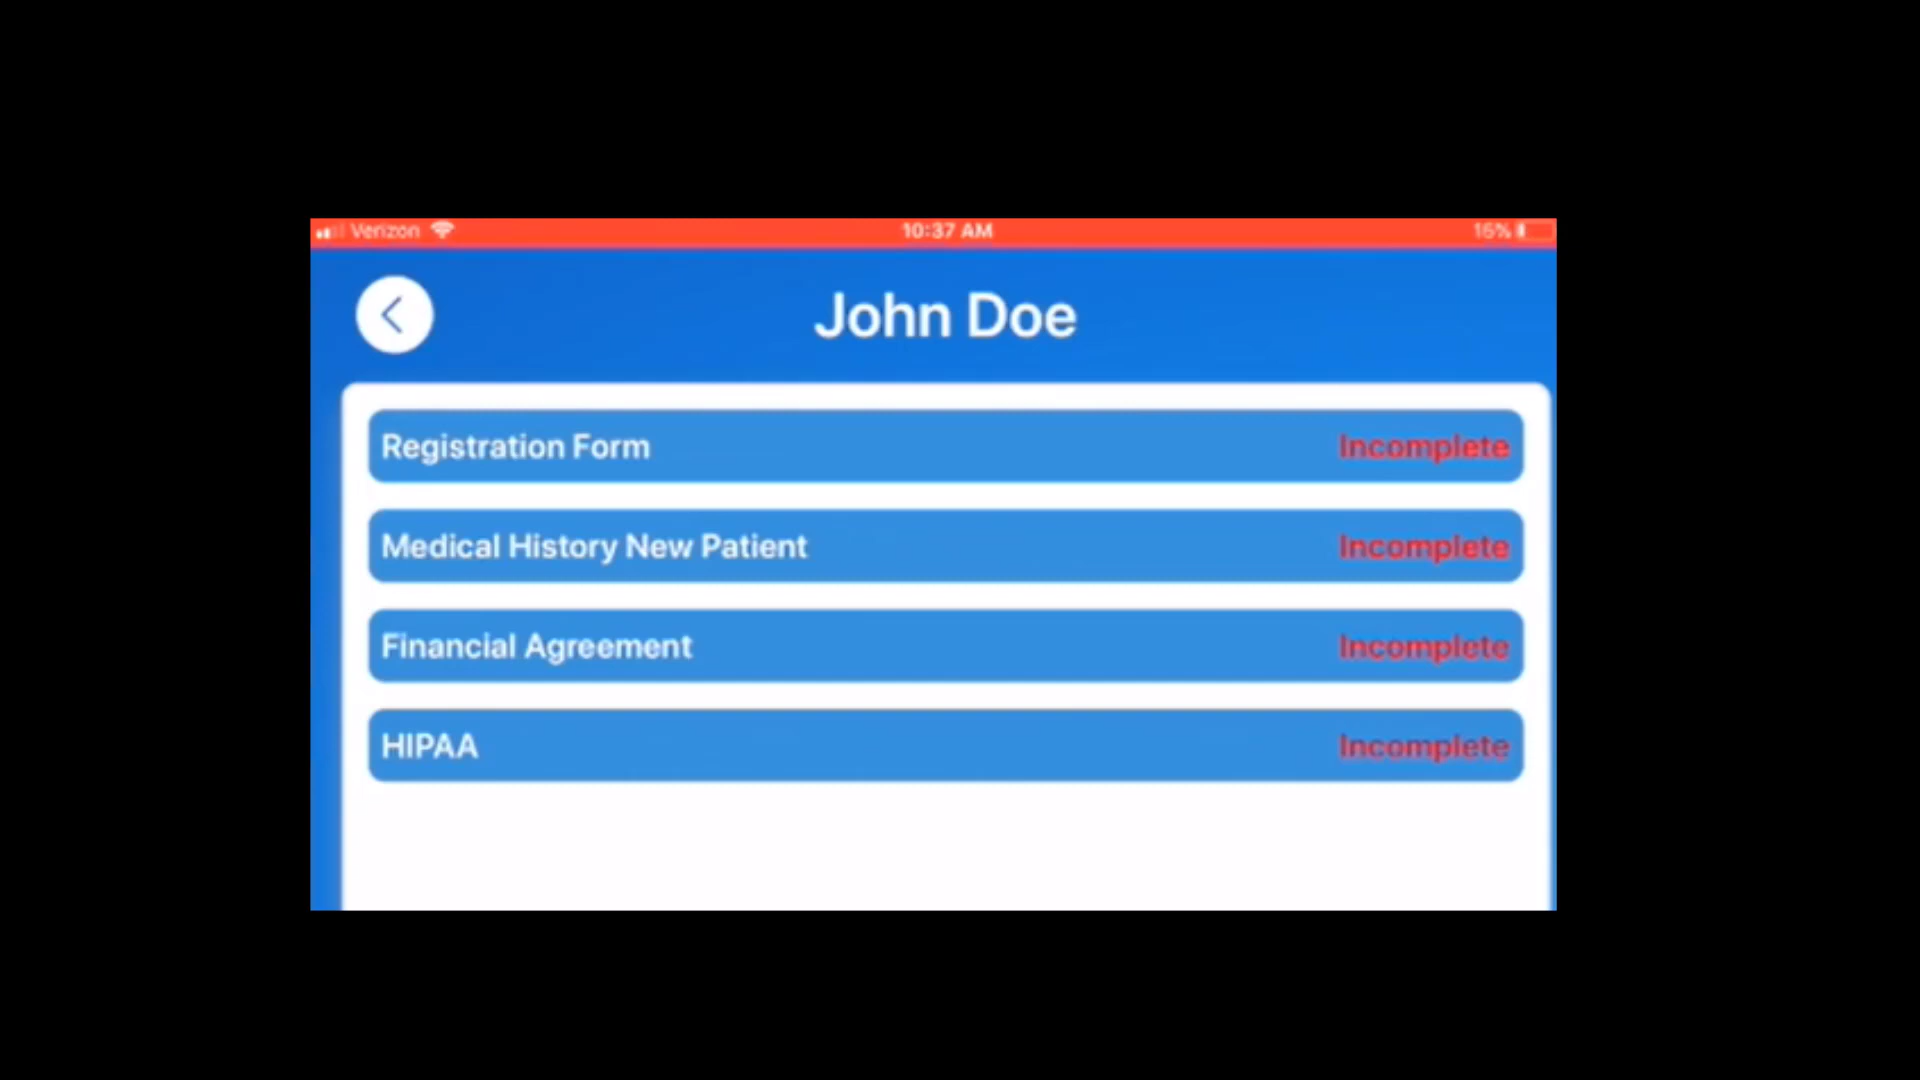 Verizon 10:37 AM 15%
John Doe
Registration Form Incomplete
Medical History New Patient Incomplete
Financial Agreement Incomplete
HIPAA Incomplete